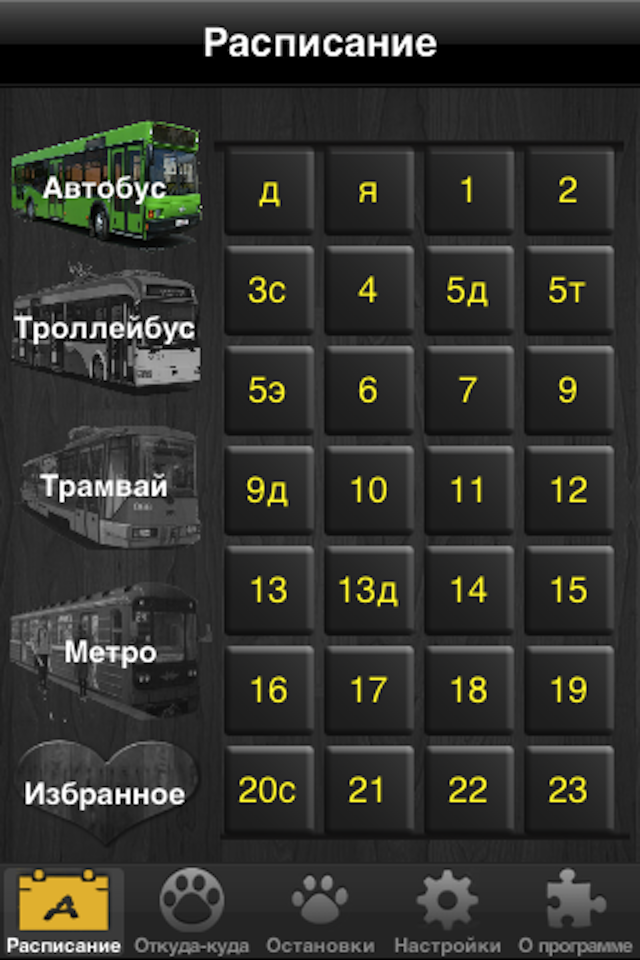 Расписание
Автобус
Троллейбус
Трамвай
Метро
Избранное
д я 1 2
3с 4 5д 5т
5э 6 7 9
9д 10 11 12
13 13д 14 15
16 17 18 19
20с 21 22 23
Расписание Откуда-куда Остановки Настройки О программе